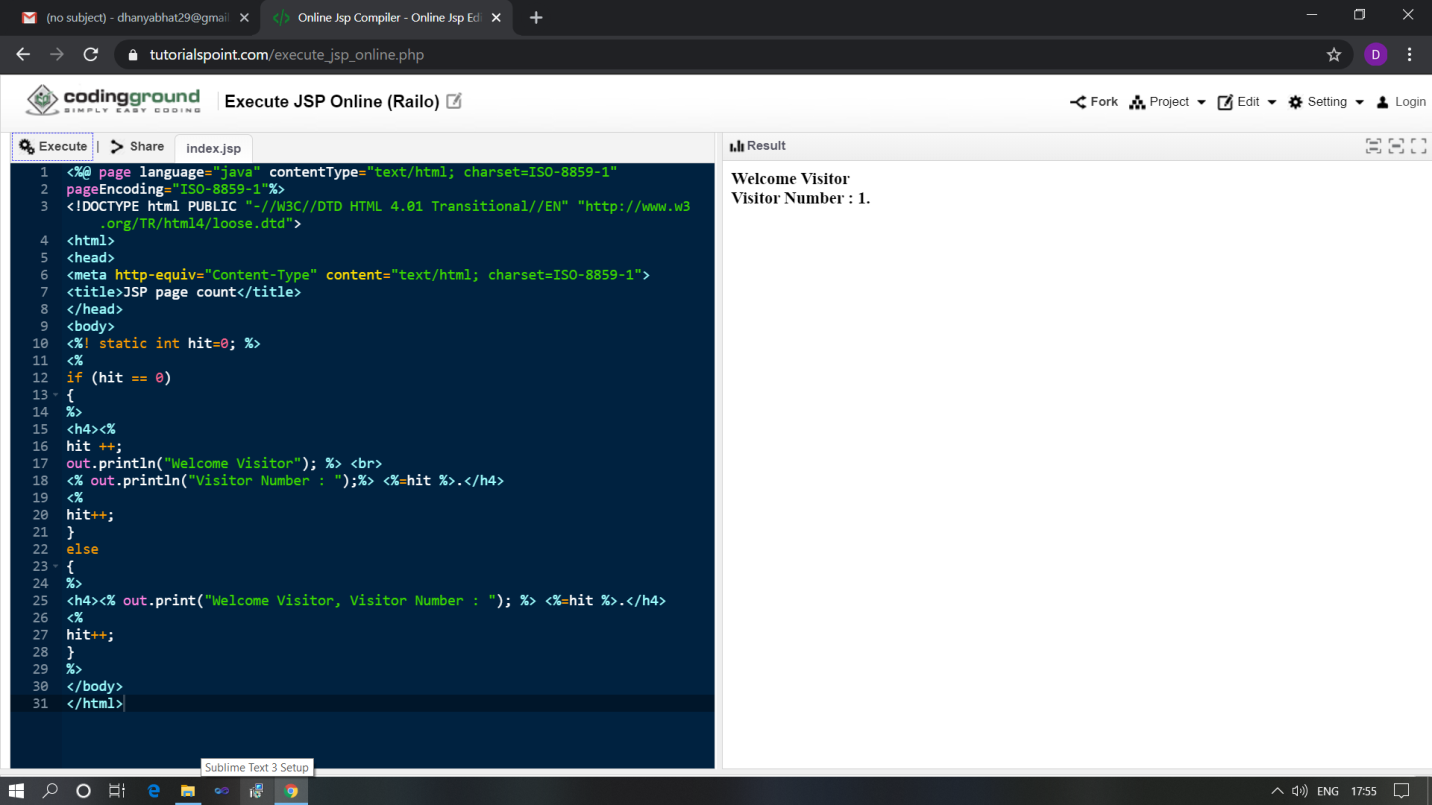 (no subject) - dhanyabhat29@gmail
Online Jsp Compiler - Online Jsp Edi
tutorialspoint.com/execute_jsp_online.php
D
codingground
SIMPLY EASY CODING
Execute JSP Online (Railo)
Fork Project Edit Setting Login
Execute | Share index.jsp
Result
1 <%@ page language="java" contentType="text/html; charset=ISO-8859-1"
2 pageEncoding="ISO-8859-1"%>
3 <!DOCTYPE html PUBLIC "-//W3C//DTD HTML 4.01 Transitional//EN" "http://www.w3
.org/TR/html4/loose.dtd">
4 <html>
5 <head>
6 <meta http-equiv="Content-Type" content="text/html; charset=ISO-8859-1">
7 <title>JSP page count</title>
8 </head>
9 <body>
10 <%! static int hit=0; %>
11 <%
12 if (hit == 0)
13 {
14 %>
15 <h4><%
16 hit ++;
17 out.println("Welcome Visitor"); %> <br>
18 <% out.println("Visitor Number : ");%> <%=hit %>.</h4>
19 <%
20 hit++;
21 }
22 else
23 {
24 %>
25 <h4><% out.print("Welcome Visitor, Visitor Number : "); %> <%=hit %>.</h4>
26 <%
27 hit++;
28 }
29 %>
30 </body>
31 </html>
Welcome Visitor
Visitor Number : 1.
Sublime Text 3 Setup
ENG 17:55